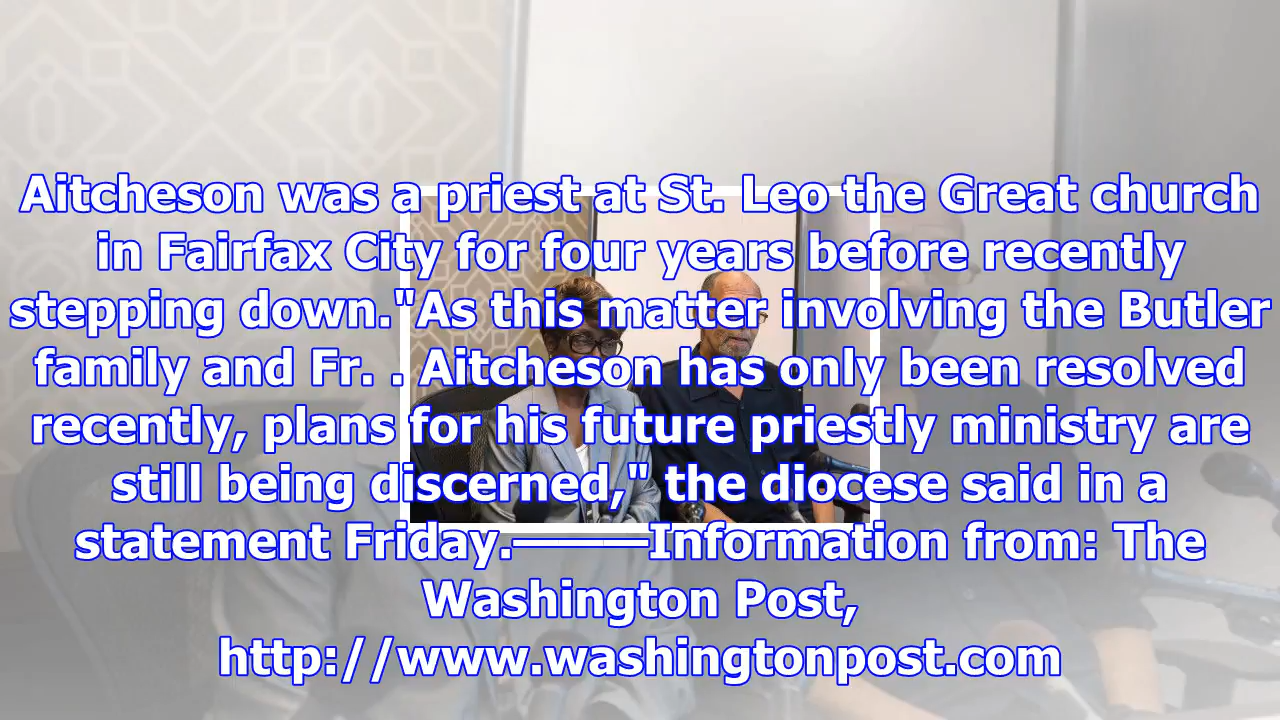 Aitcheson was a priest at St. Leo the Great church
in Fairfax City for four years before recently
stepping down."As this matter involving the Butler
family and Fr. . Aitcheson has only been resolved
recently, plans for his future priestly ministry are
still being discerned," the diocese said in a
statement Friday.———Information from: The
Washington Post,
http://www.washingtonpost.com